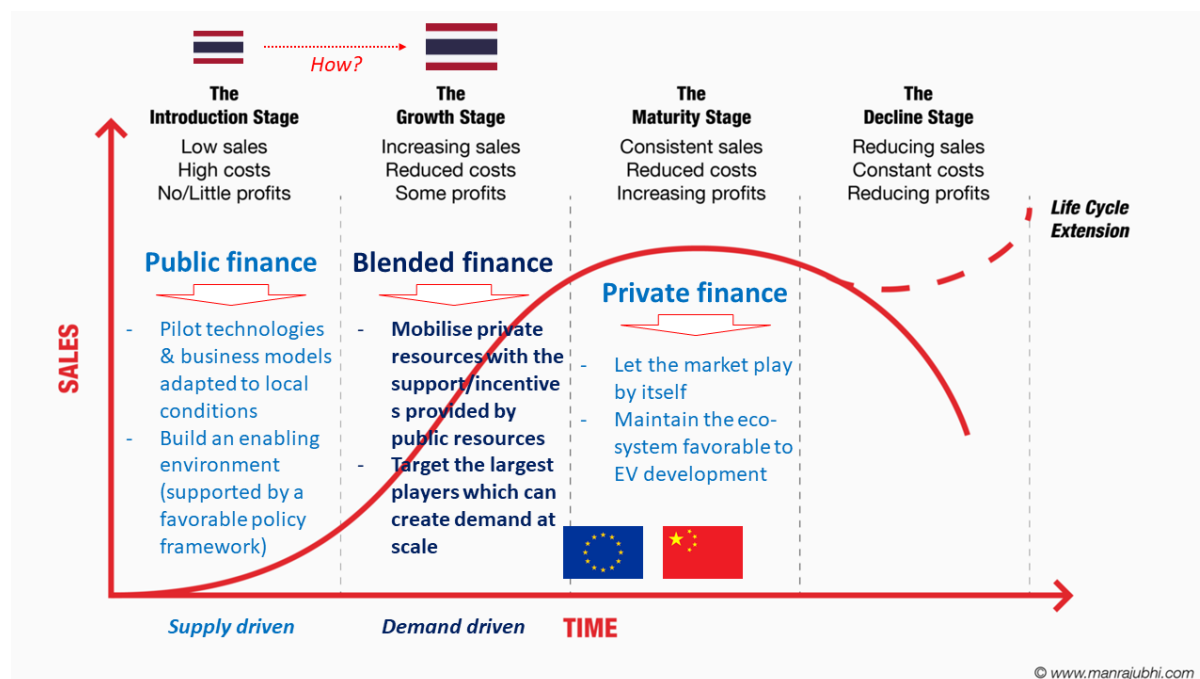 How?
The
Introduction Stage
Low sales
High costs
No/Little profits
The
Growth Stage
Increasing sales
Reduced costs
Some profits
The
Maturity Stage
Consistent sales
Reduced costs
Increasing profits
The
Decline Stage
Reducing sales
Constant costs
Reducing profits
Life Cycle
Extension
SALES
Public finance
- Pilot technologies
& business models
adapted to local
conditions
- Build an enabling
environment
(supported by a
favorable policy
framework)
Blended finance
- Mobilise private
resources with the
support/incentive
s provided by
public resources
- Target the largest
players which can
create demand at
scale
Private finance
- Let the market play
by itself
- Maintain the eco-
system favorable to
EV development
Supply driven
Demand driven
TIME
© www.manrajubhi.com